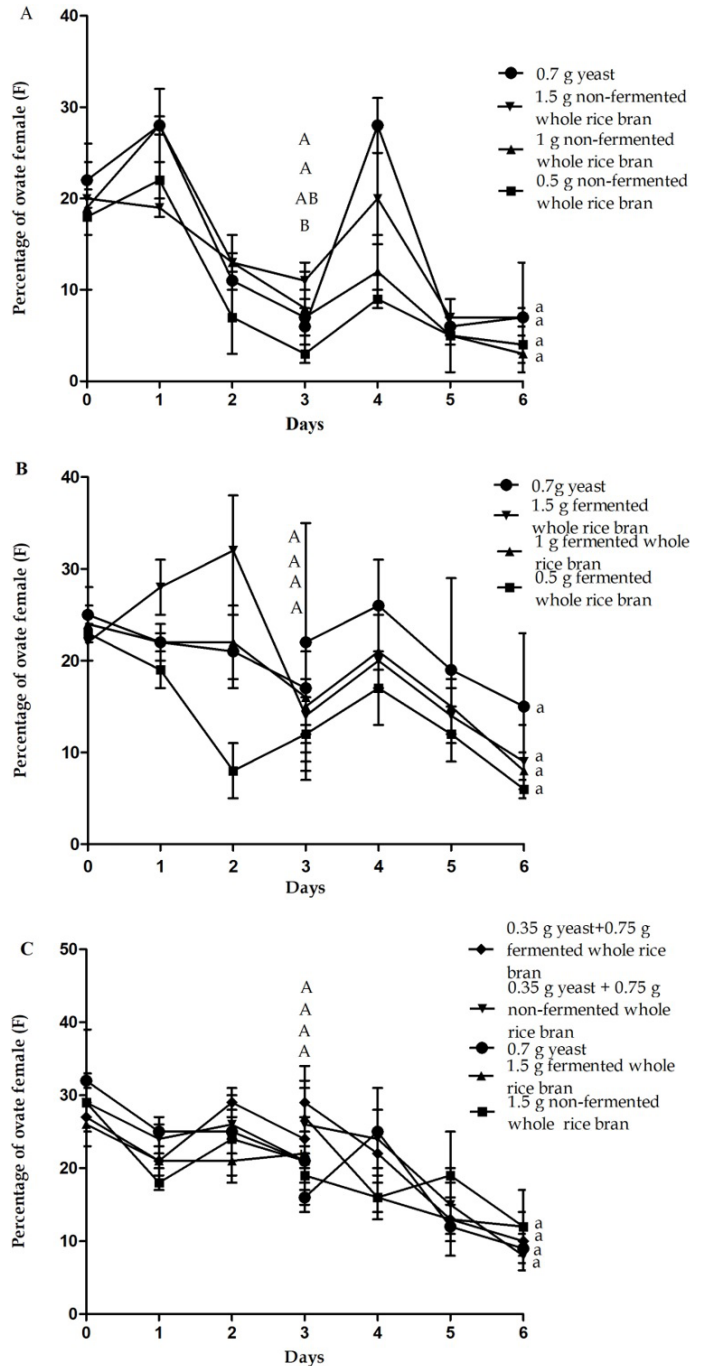 A
Percentage of ovate female (F)
40
30
20
10
0
0 1 2 3 4 5 6
Days
A
A
AB
B
a
a
a
a
0.7 g yeast
1.5 g non-fermented
whole rice bran
1 g non-fermented
whole rice bran
0.5 g non-fermented
whole rice bran
B
Percentage of ovate female (F)
40
30
20
10
0
0 1 2 3 4 5 6
Days
A
A
A
A
a
a
a
a
0.7g yeast
1.5 g fermented
whole rice bran
1 g fermented whole
rice bran
0.5 g fermented
whole rice bran
C
Percentage of ovate female (F)
50
40
30
20
10
0
0 1 2 3 4 5 6
Days
A
A
A
A
a
a
a
a
0.35 g yeast+0.75 g
fermented whole rice
bran
0.35 g yeast + 0.75 g
non-fermented whole
rice bran
0.7 g yeast
1.5 g fermented whole
rice bran
1.5 g non-fermented
whole rice bran